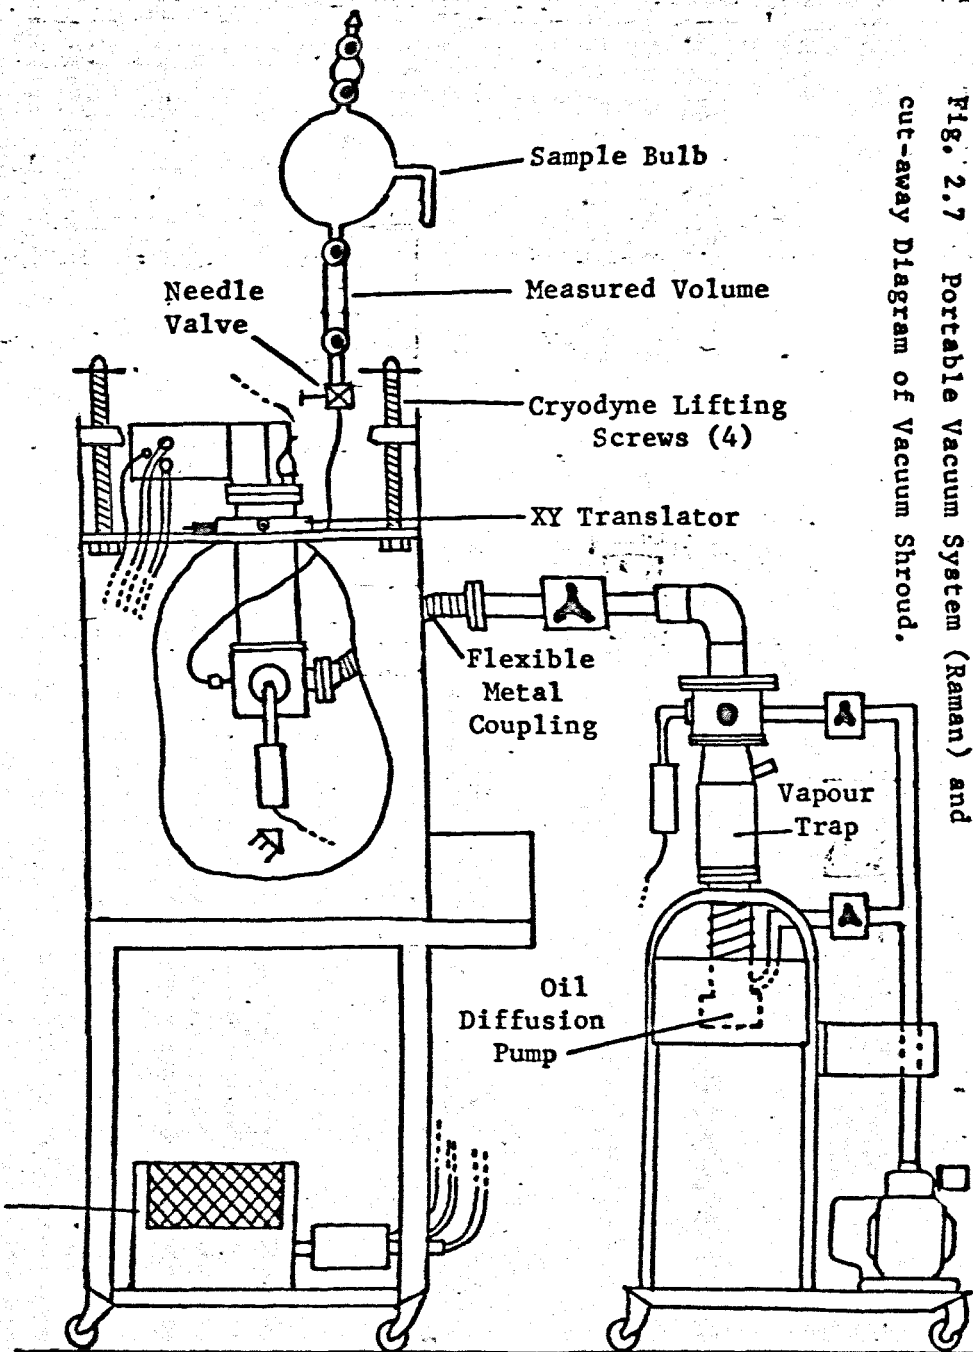 Fig. 2.7 Portable Vacuum System (Raman) and
cut-away Diagram of Vacuum Shroud.
Sample Bulb
Needle
Valve
Measured Volume
Cryodyne Lifting
Screws (4)
XY Translator
Flexible
Metal
Coupling
Vapour
Trap
Oil
Diffusion
Pump